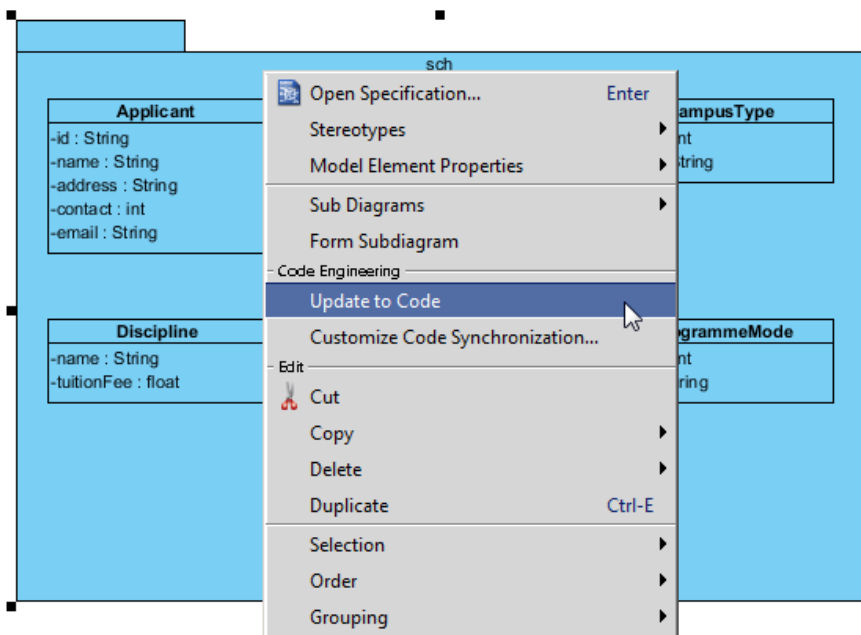 sch
Applicant
-id : String
-name : String
-address : String
-contact : int
-email : String
Discipline
-name : String
-tuitionFee : float
Open Specification... Enter
Stereotypes
Model Element Properties
Sub Diagrams
Form Subdiagram
Code Engineering
Update to Code
Customize Code Synchronization...
Edit
Cut
Copy
Delete
Duplicate Ctrl-E
Selection
Order
Grouping
ampusType
nt
String
grammeMode
nt
ring